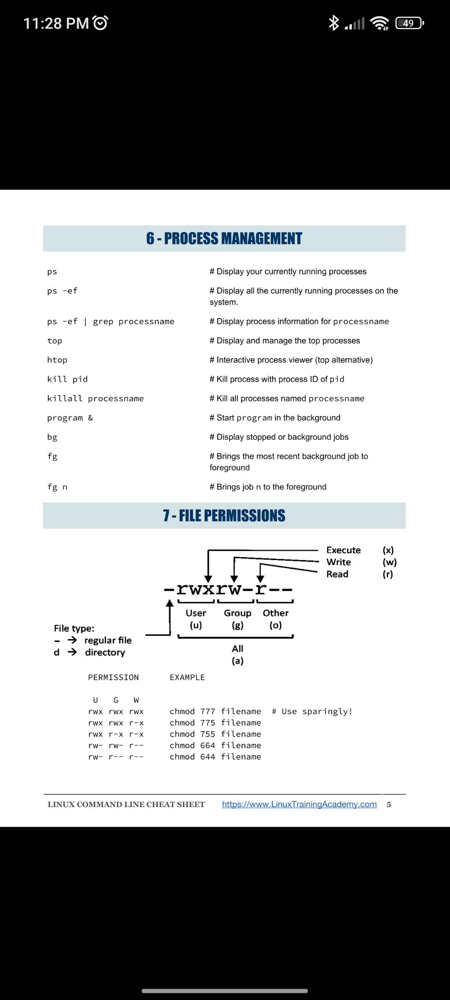 11:28 PM
49
6 - PROCESS MANAGEMENT
ps # Display your currently running processes
ps -ef # Display all the currently running processes on the
system.
ps -ef | grep processname # Display process information for processname
top # Display and manage the top processes
htop # Interactive process viewer (top alternative)
kill pid # Kill process with process ID of pid
killall processname # Kill all processes named processname
program & # Start program in the background
bg # Display stopped or background jobs
fg # Brings the most recent background job to
foreground
fg n # Brings job n to the foreground
7 - FILE PERMISSIONS
Execute (x)
Write (w)
Read (r)
-rwxrw-r--
User Group Other
(u) (g) (o)
File type:
- → regular file
d → directory
All
(a)
PERMISSION EXAMPLE
U G W
rwx rwx rwx chmod 777 filename # Use sparingly!
rwx rwx r-x chmod 775 filename
rwx r-x r-x chmod 755 filename
rw- rw- r-- chmod 664 filename
rw- r-- r-- chmod 644 filename
LINUX COMMAND LINE CHEAT SHEET https://www.LinuxTrainingAcademy.com 5